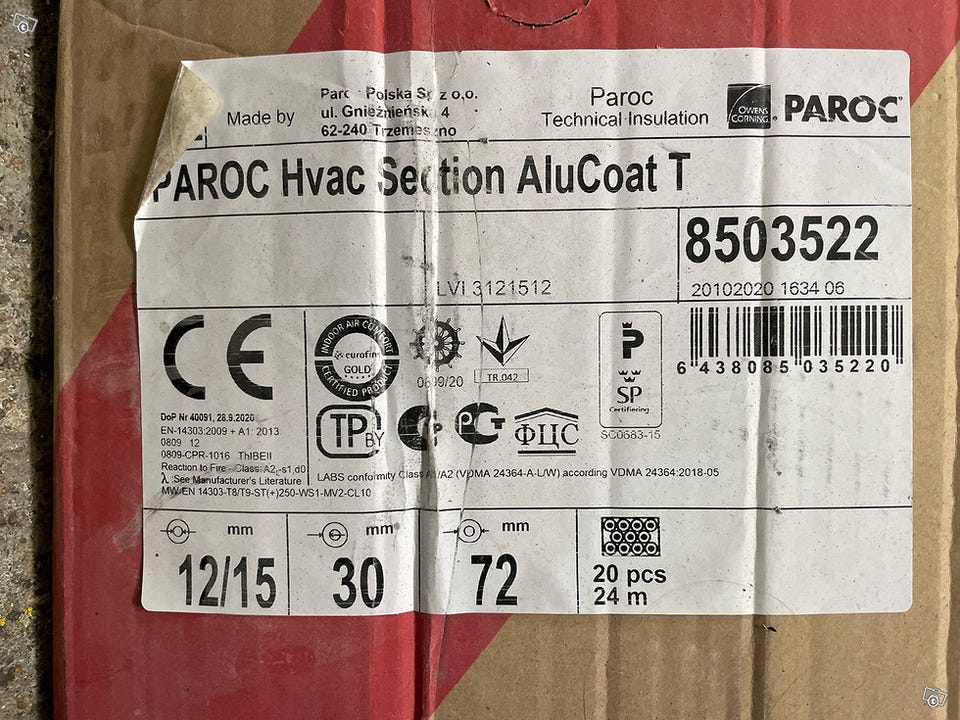 Made by
Paroc Polska Sp. z o.o.
ul. Gnieźnieńska 4
62-240 Trzemeszno
Paroc
Technical Insulation
OWENS
CORNING
PAROC
PAROC Hvac Section AluCoat T
8503522
LVI 3121512
20102020 1634 06
CE
INDOOR AIR COMFORT
eurofins
GOLD
CERTIFIED PRODUCT
0809/20
TR.042
P
SP
Certifiering
SC0683-15
6 438085 035220
DoP Nr 40091, 28.9.2020
EN-14303:2009 + A1: 2013
0809 12
0809-CPR-1016 ThIBEII
Reaction to Fire - Class: A2L-s1,d0
λ :See Manufacturer's Literature
MW-EN 14303-T8/T9-ST(+)250-WS1-MV2-CL10
TP BY
РСТ
ФЦС
LABS conformity Class A1/A2 (VDMA 24364-A-L/W) according VDMA 24364:2018-05
mm
12/15
mm
30
mm
72
20 pcs
24 m